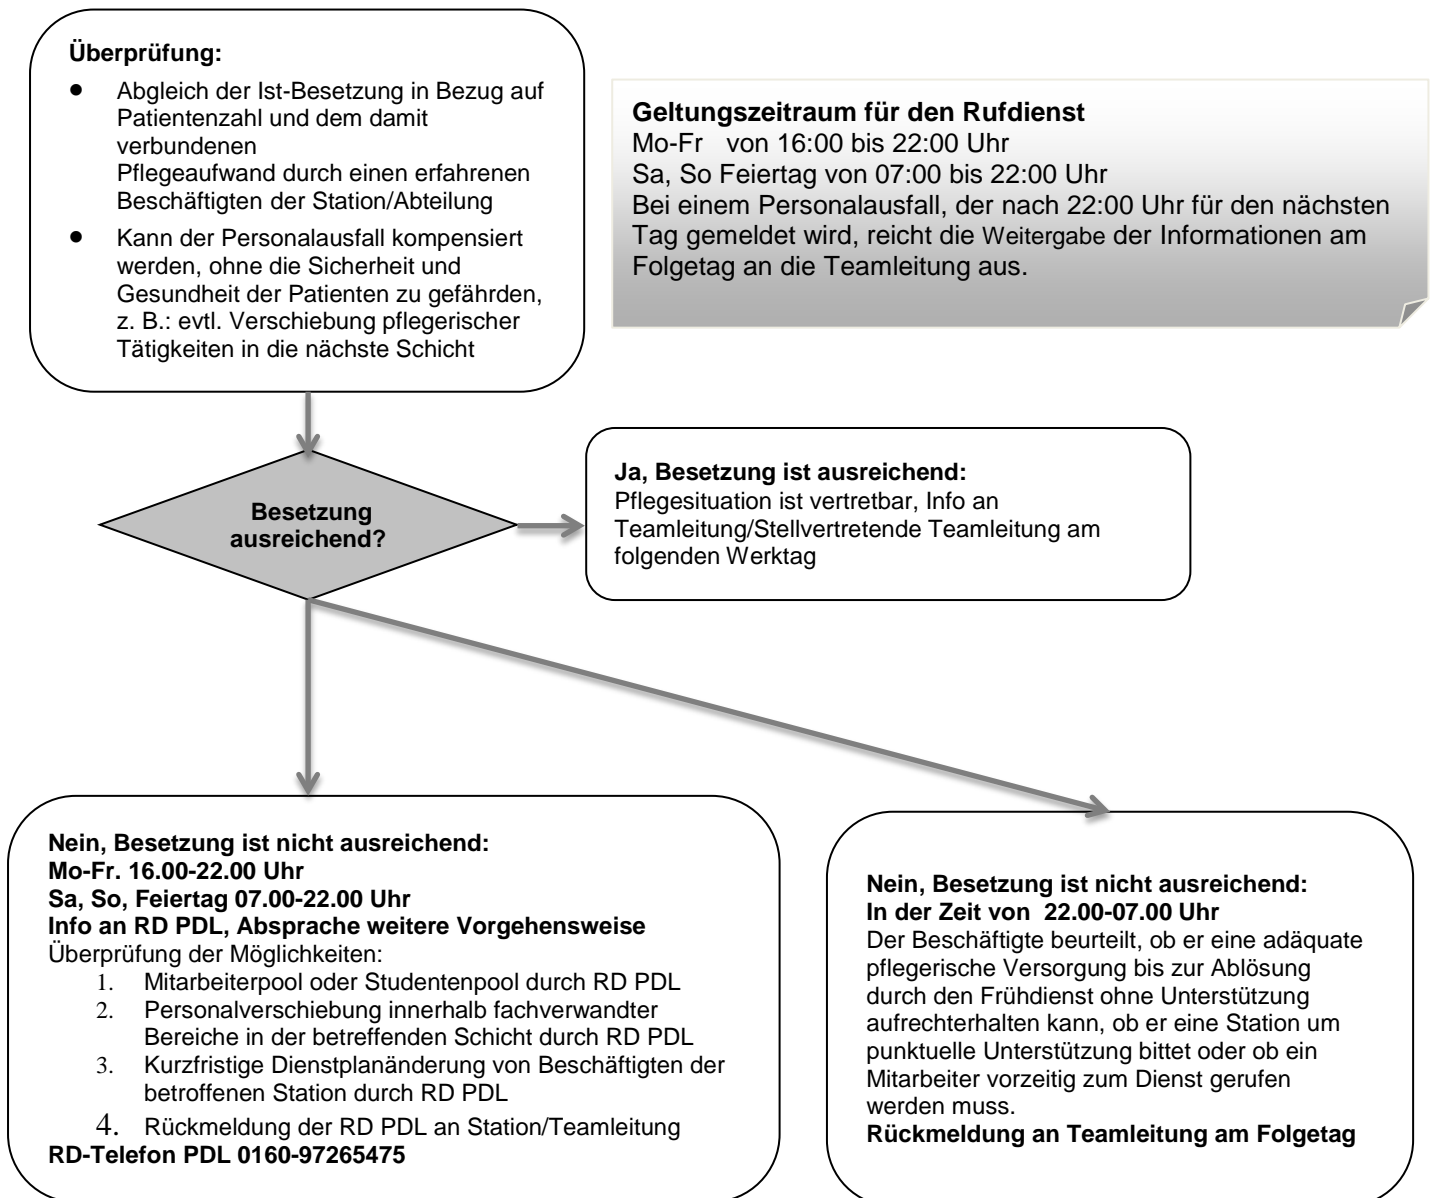 Überprüfung:
● Abgleich der Ist-Besetzung in Bezug auf
Patientenzahl und dem damit
verbundenen
Pflegeaufwand durch einen erfahrenen
Beschäftigten der Station/Abteilung
● Kann der Personalausfall kompensiert
werden, ohne die Sicherheit und
Gesundheit der Patienten zu gefährden,
z. B.: evtl. Verschiebung pflegerischer
Tätigkeiten in die nächste Schicht
Geltungszeitraum für den Rufdienst
Mo-Fr von 16:00 bis 22:00 Uhr
Sa, So Feiertag von 07:00 bis 22:00 Uhr
Bei einem Personalausfall, der nach 22:00 Uhr für den nächsten
Tag gemeldet wird, reicht die Weitergabe der Informationen am
Folgetag an die Teamleitung aus.
Besetzung
ausreichend?
Ja, Besetzung ist ausreichend:
Pflegesituation ist vertretbar, Info an
Teamleitung/Stellvertretende Teamleitung am
folgenden Werktag
Nein, Besetzung ist nicht ausreichend:
Mo-Fr. 16.00-22.00 Uhr
Sa, So, Feiertag 07.00-22.00 Uhr
Info an RD PDL, Absprache weitere Vorgehensweise
Überprüfung der Möglichkeiten:
1. Mitarbeiterpool oder Studentenpool durch RD PDL
2. Personalverschiebung innerhalb fachverwandter
Bereiche in der betreffenden Schicht durch RD PDL
3. Kurzfristige Dienstplanänderung von Beschäftigten der
betroffenen Station durch RD PDL
4. Rückmeldung der RD PDL an Station/Teamleitung
RD-Telefon PDL 0160-97265475
Nein, Besetzung ist nicht ausreichend:
In der Zeit von 22.00-07.00 Uhr
Der Beschäftigte beurteilt, ob er eine adäquate
pflegerische Versorgung bis zur Ablösung
durch den Frühdienst ohne Unterstützung
aufrechterhalten kann, ob er eine Station um
punktuelle Unterstützung bittet oder ob ein
Mitarbeiter vorzeitig zum Dienst gerufen
werden muss.
Rückmeldung an Teamleitung am Folgetag